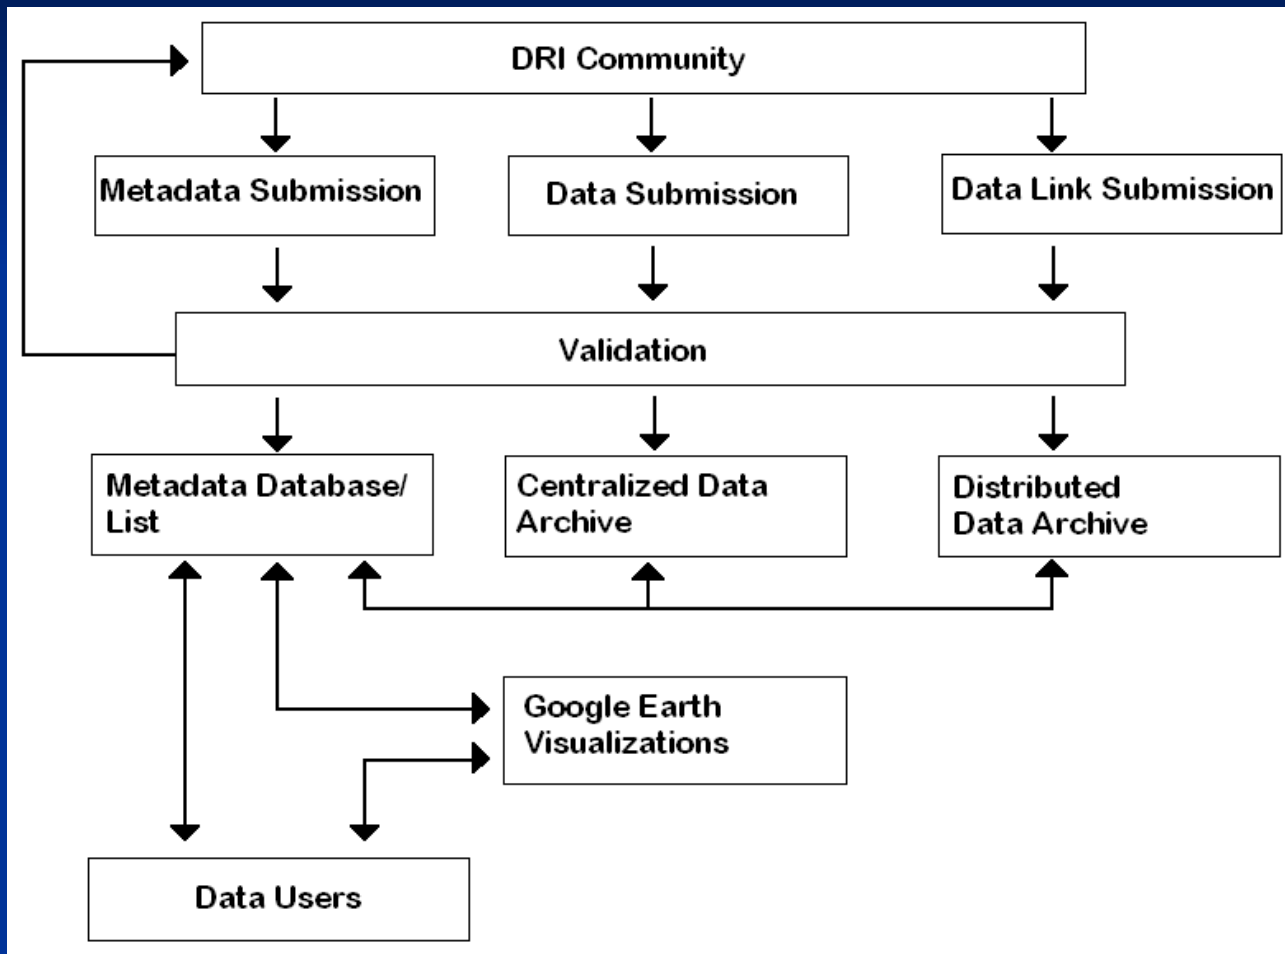 DRI Community
Metadata Submission
Data Submission
Data Link Submission
Validation
Metadata Database/
List
Centralized Data
Archive
Distributed
Data Archive
Google Earth
Visualizations
Data Users